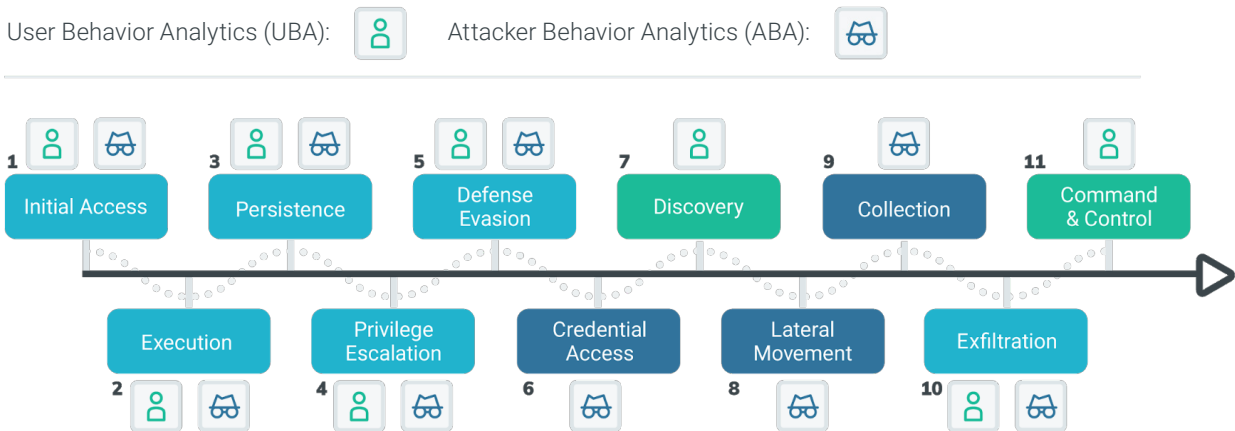 User Behavior Analytics (UBA):
Attacker Behavior Analytics (ABA):
1
Initial Access
3
Persistence
5
Defense
Evasion
7
Discovery
9
Collection
11
Command
& Control
Execution
2
Privilege
Escalation
4
Credential
Access
6
Lateral
Movement
8
Exfiltration
10